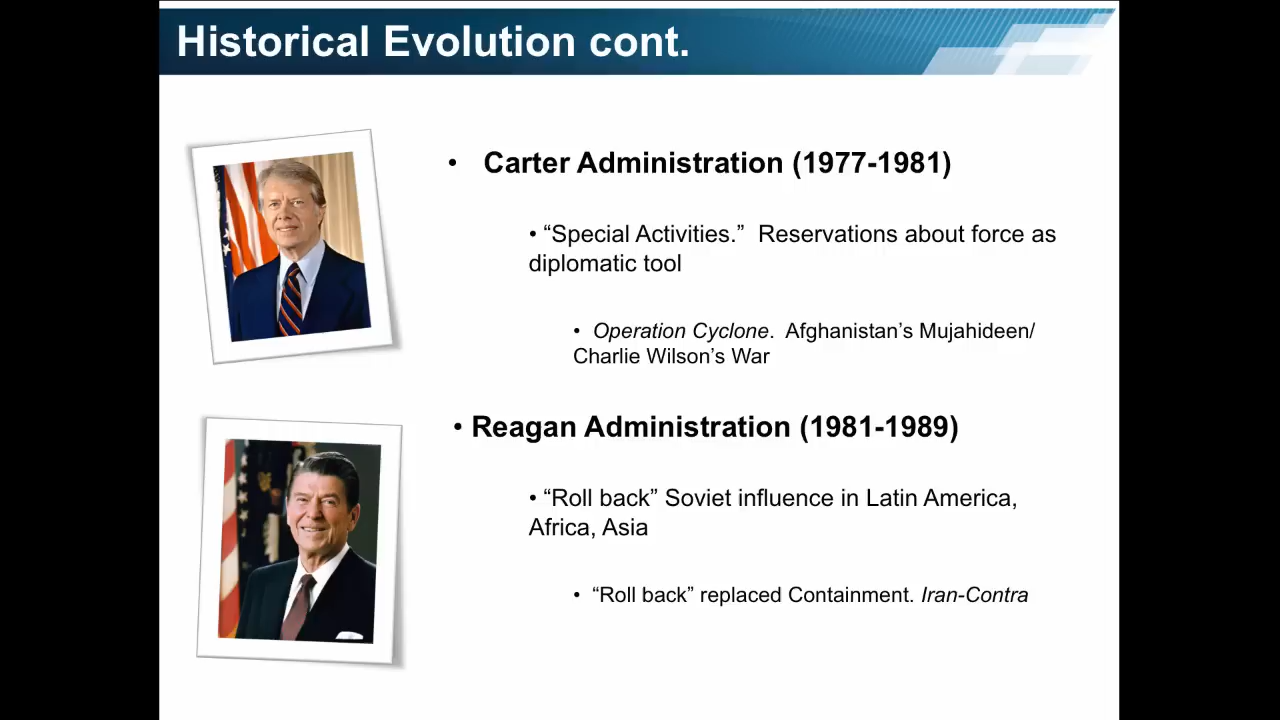 Historical Evolution cont.
• Carter Administration (1977-1981)
• “Special Activities.”  Reservations about force as
diplomatic tool
• Operation Cyclone.  Afghanistan’s Mujahideen/
Charlie Wilson’s War
• Reagan Administration (1981-1989)
• “Roll back” Soviet influence in Latin America,
Africa, Asia
• “Roll back” replaced Containment. Iran-Contra